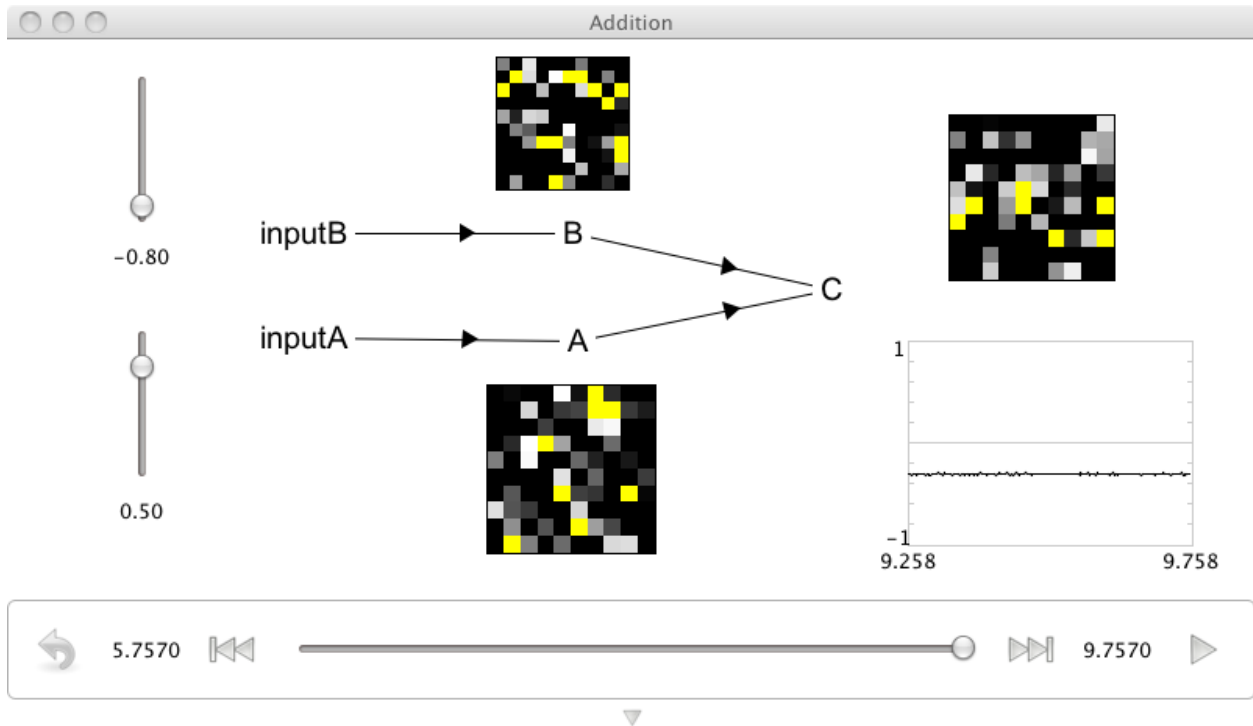 Addition
-0.80
inputB
B
C
inputA
A
0.50
1
-1
9.258
9.758
5.7570
9.7570